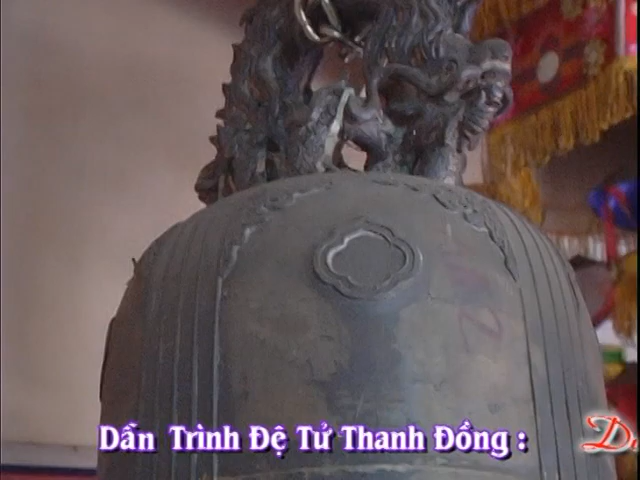 Dẫn Trình Đệ Tử Thanh Đồng :